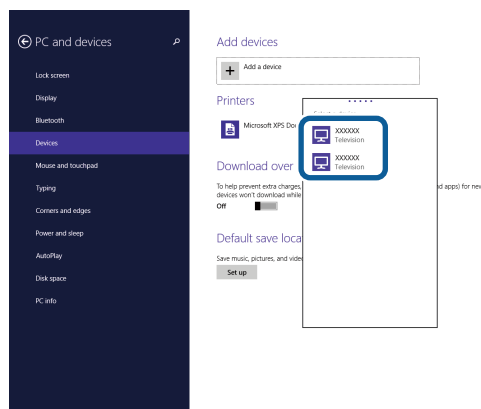 PC and devices
Lock screen
Display
Bluetooth
Devices
Mouse and touchpad
Typing
Corners and edges
Power and sleep
AutoPlay
Disk space
PC info
Add devices
Add a device
Printers
Microsoft XPS Do
XXXXXX
Television
XXXXXX
Television
Download over
To help prevent extra charges, d apps) for new
devices won't download while
Off
Default save loca
Save music, pictures, and video
Set up